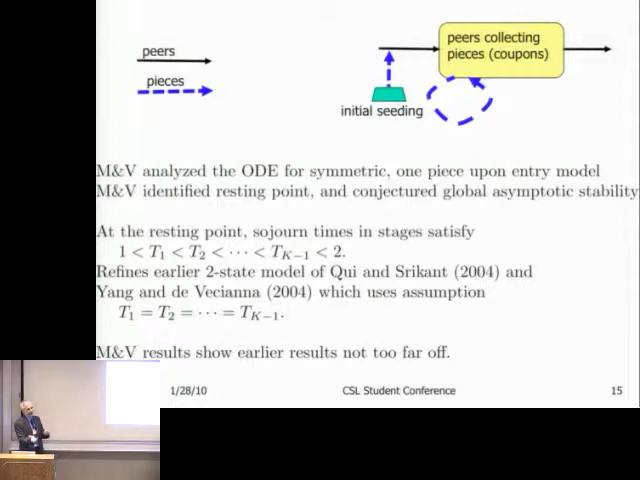 peers
pieces
peers collecting
pieces (coupons)
initial seeding
M&V analyzed the ODE for symmetric, one piece upon entry model
M&V identified resting point, and conjectured global asymptotic stability
At the resting point, sojourn times in stages satisfy
1 < T₁ < T₂ < ⋯ < T_{K−1} < 2.
Refines earlier 2-state model of Qui and Srikant (2004) and
Yang and de Vecianna (2004) which uses assumption
T₁ = T₂ = ⋯ = T_{K−1}.
M&V results show earlier results not too far off.
1/28/10 CSL Student Conference 15